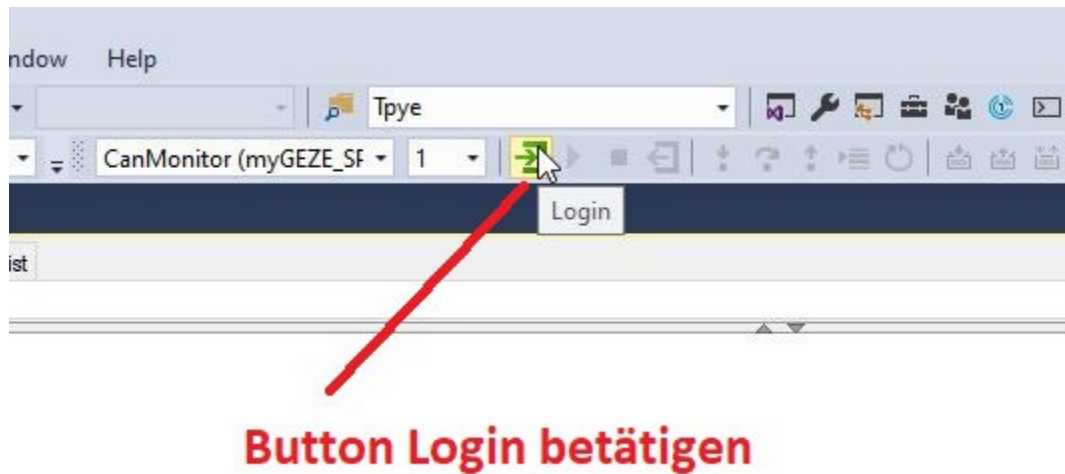 ndow Help
Tpye
CanMonitor (myGEZE_SF 1
Login
ist
Button Login betätigen